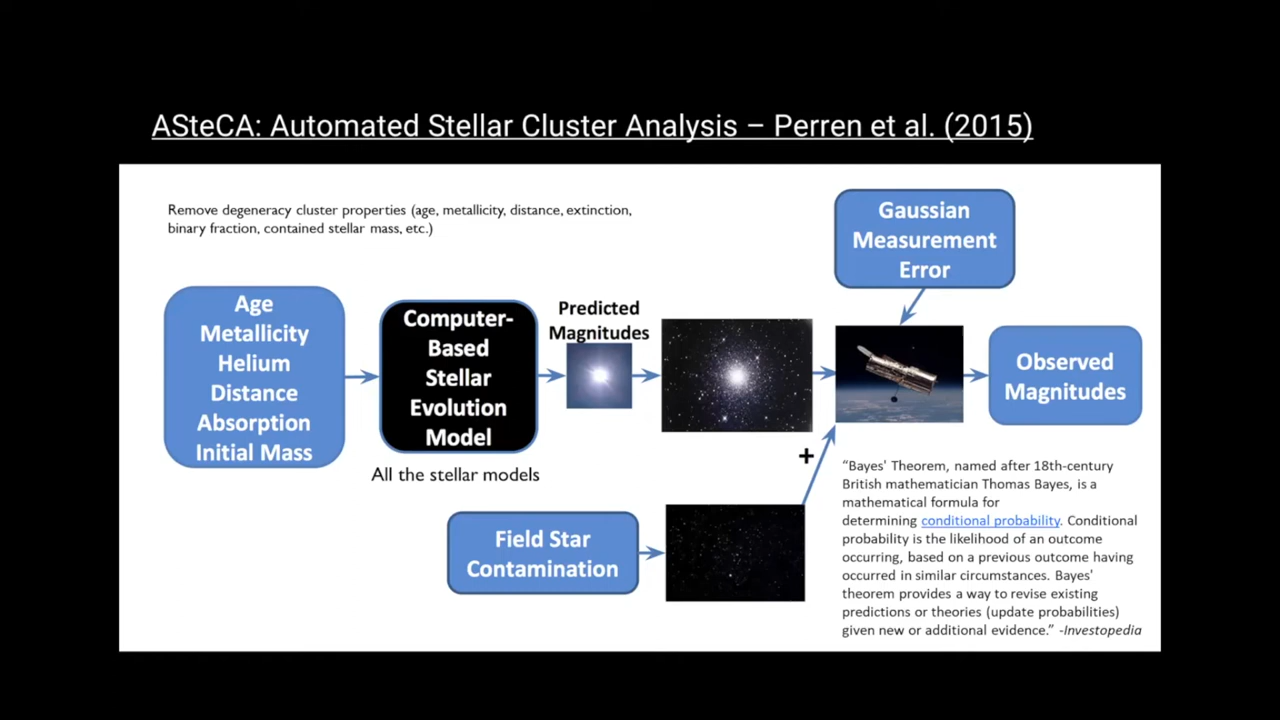 ASteCA: Automated Stellar Cluster Analysis – Perren et al. (2015)
Remove degeneracy cluster properties (age, metallicity, distance, extinction,
binary fraction, contained stellar mass, etc.)
Age
Metallicity
Helium
Distance
Absorption
Initial Mass
Computer-
Based
Stellar
Evolution
Model
All the stellar models
Predicted
Magnitudes
Gaussian
Measurement
Error
Observed
Magnitudes
+
Field Star
Contamination
“Bayes' Theorem, named after 18th-century
British mathematician Thomas Bayes, is a
mathematical formula for
determining conditional probability. Conditional
probability is the likelihood of an outcome
occurring, based on a previous outcome having
occurred in similar circumstances. Bayes'
theorem provides a way to revise existing
predictions or theories (update probabilities)
given new or additional evidence.” -Investopedia